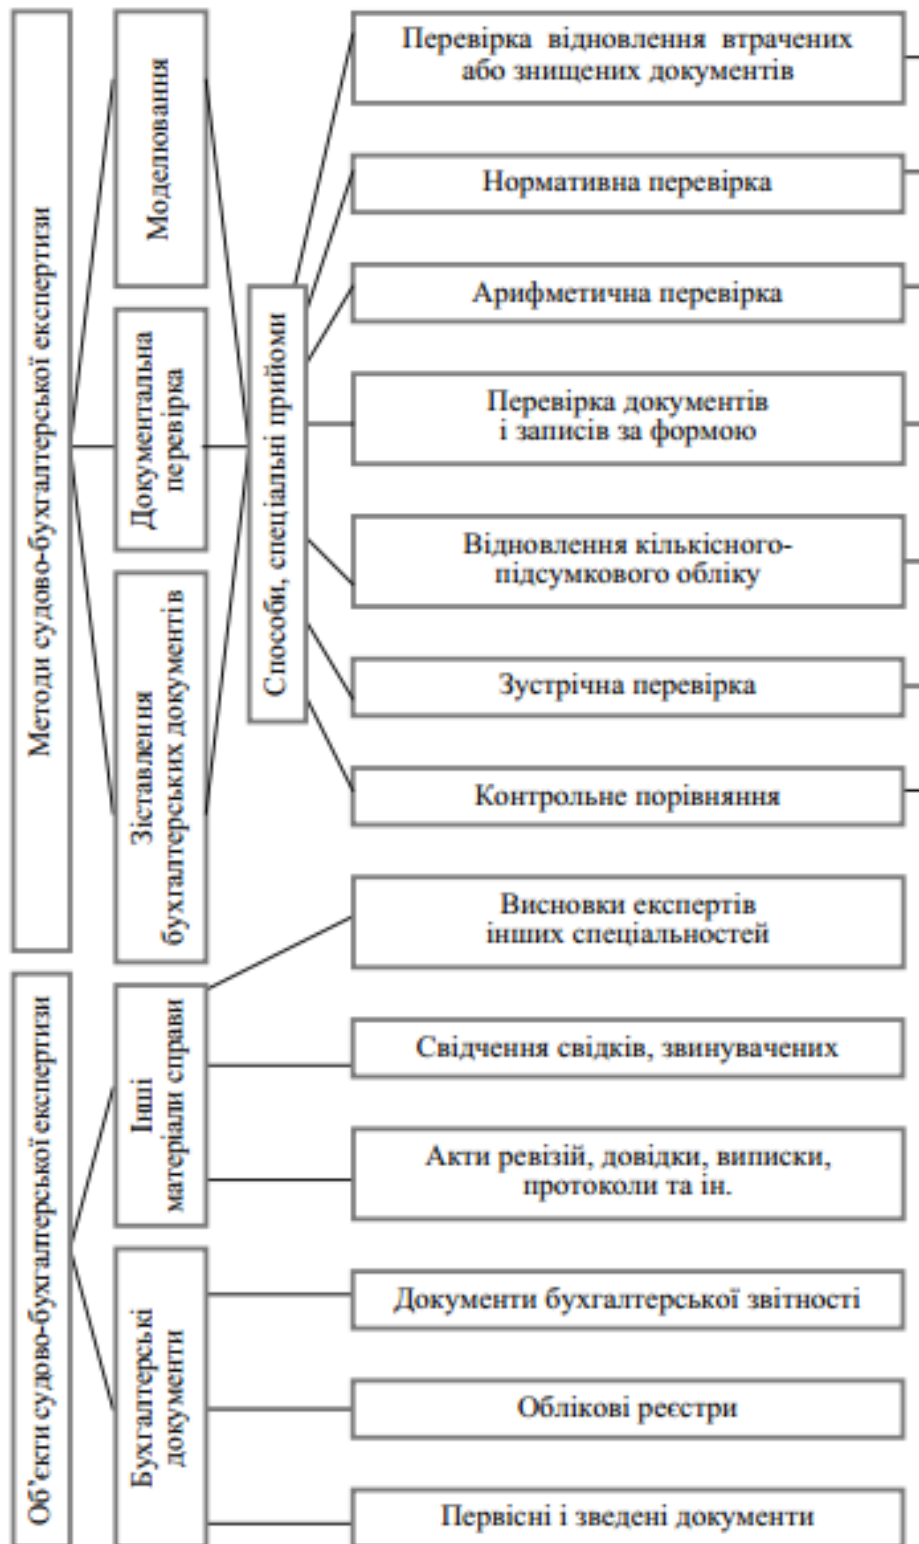 Методи судово-бухгалтерської експертизи
Моделювання
Документальна
перевірка
Зіставлення
бухгалтерських документів
Способи, спеціальні прийоми
Перевірка відновлення втрачених
або знищених документів
Нормативна перевірка
Арифметична перевірка
Перевірка документів
і записів за формою
Відновлення кількісного-
підсумкового обліку
Зустрічна перевірка
Контрольне порівняння
Об’єкти судово-бухгалтерської експертизи
Інші
матеріали справи
Бухгалтерські
документи
Висновки експертів
інших спеціальностей
Свідчення свідків, звинувачених
Акти ревізій, довідки, виписки,
протоколи та ін.
Документи бухгалтерської звітності
Облікові реєстри
Первісні і зведені документи